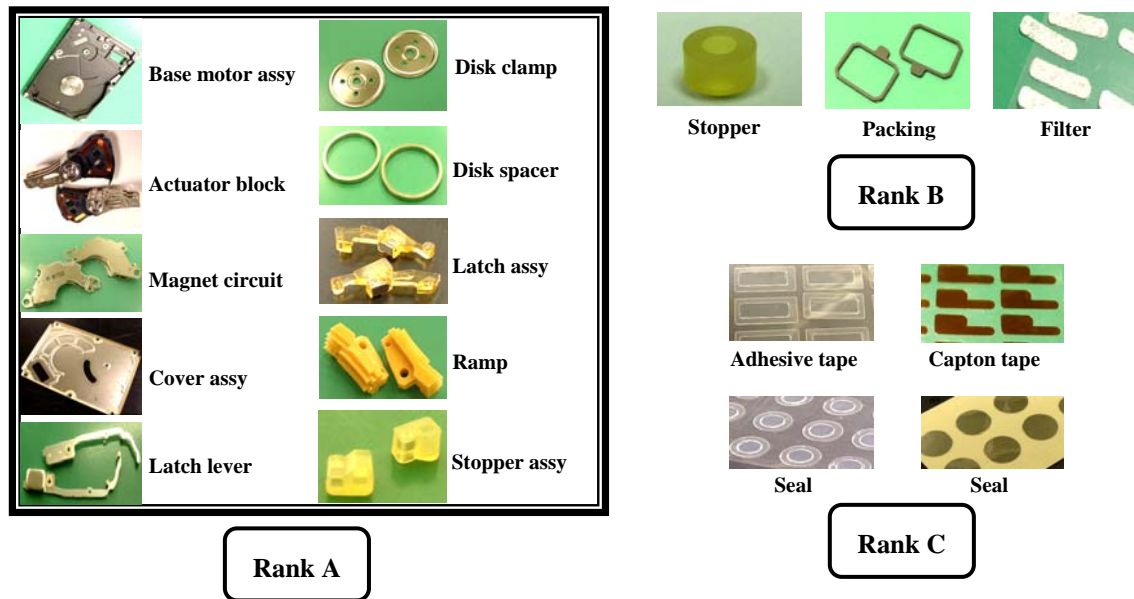 Base motor assy
Disk clamp
Actuator block
Disk spacer
Magnet circuit
Latch assy
Cover assy
Ramp
Latch lever
Stopper assy
Rank A
Stopper
Packing
Filter
Rank B
Adhesive tape
Capton tape
Seal
Seal
Rank C